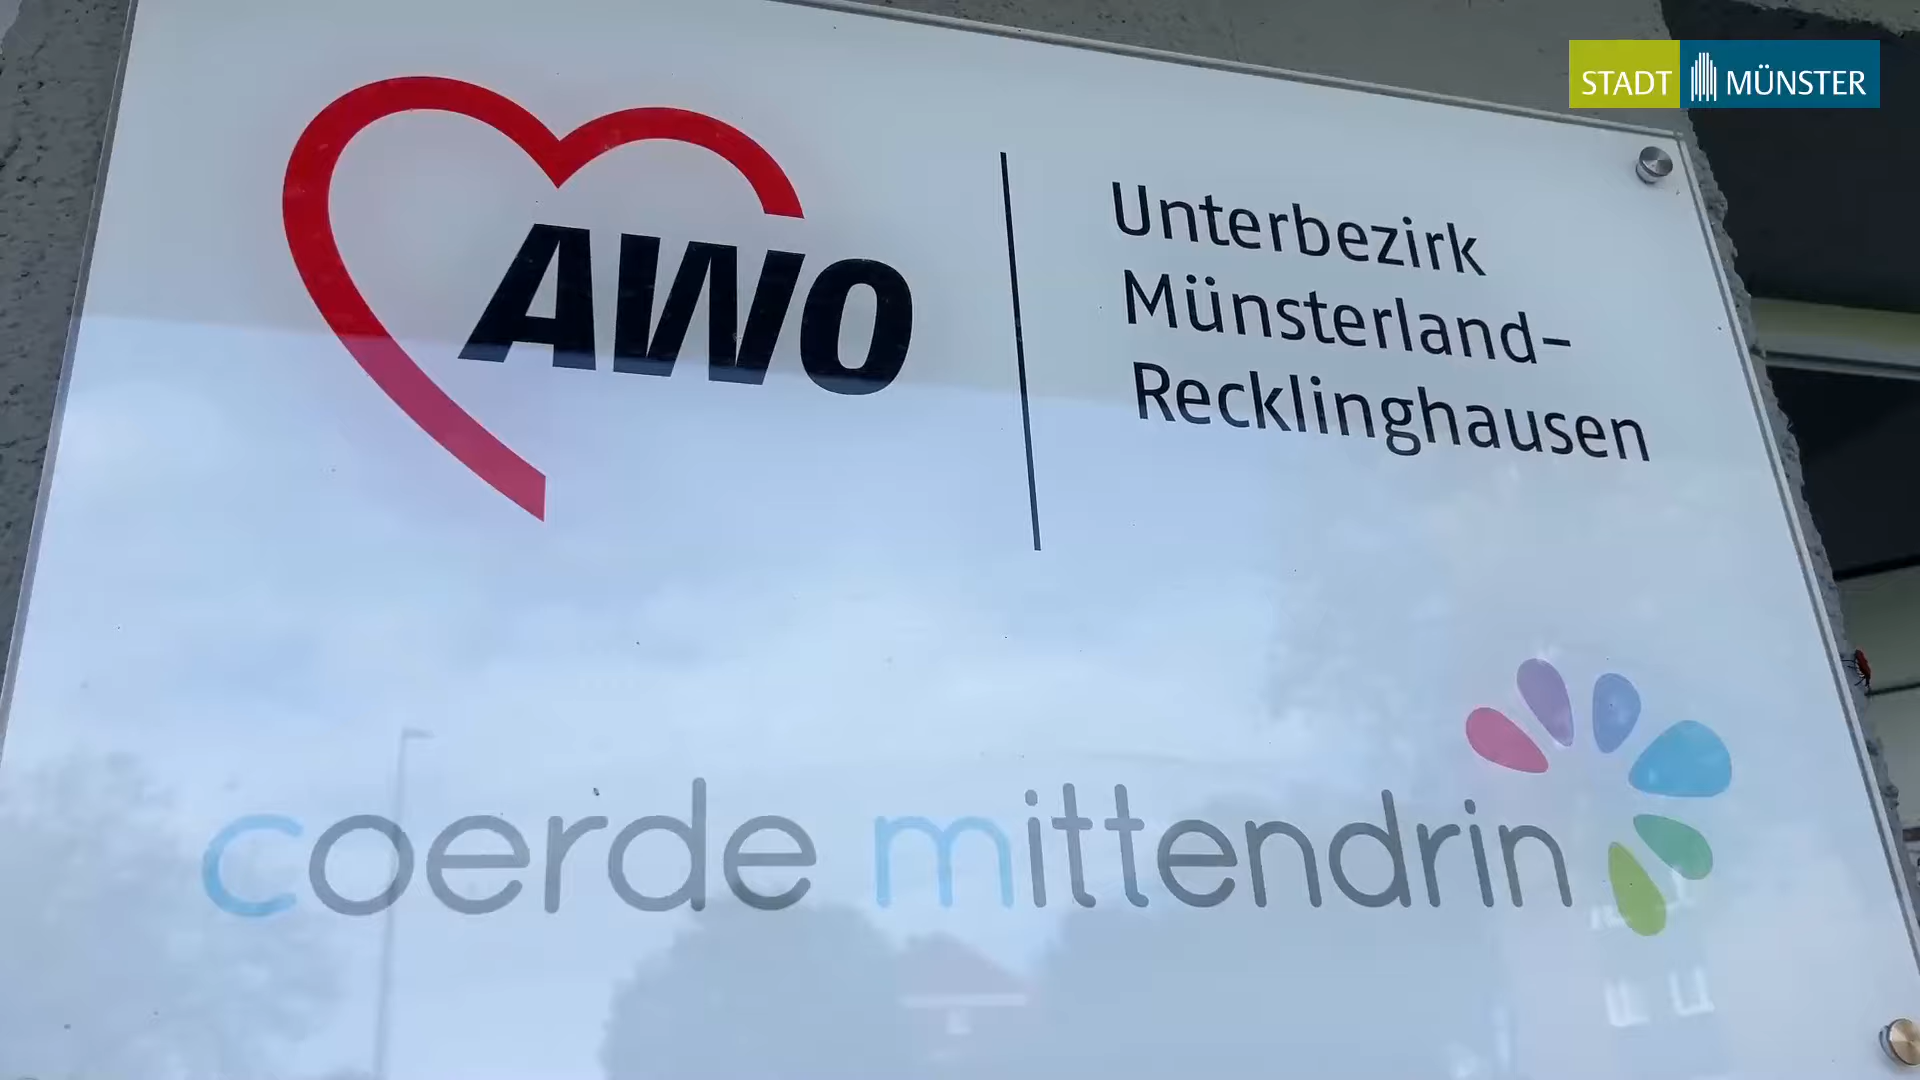 STADT MÜNSTER
AWO
Unterbezirk
Münsterland-
Recklinghausen
coerde mittendrin